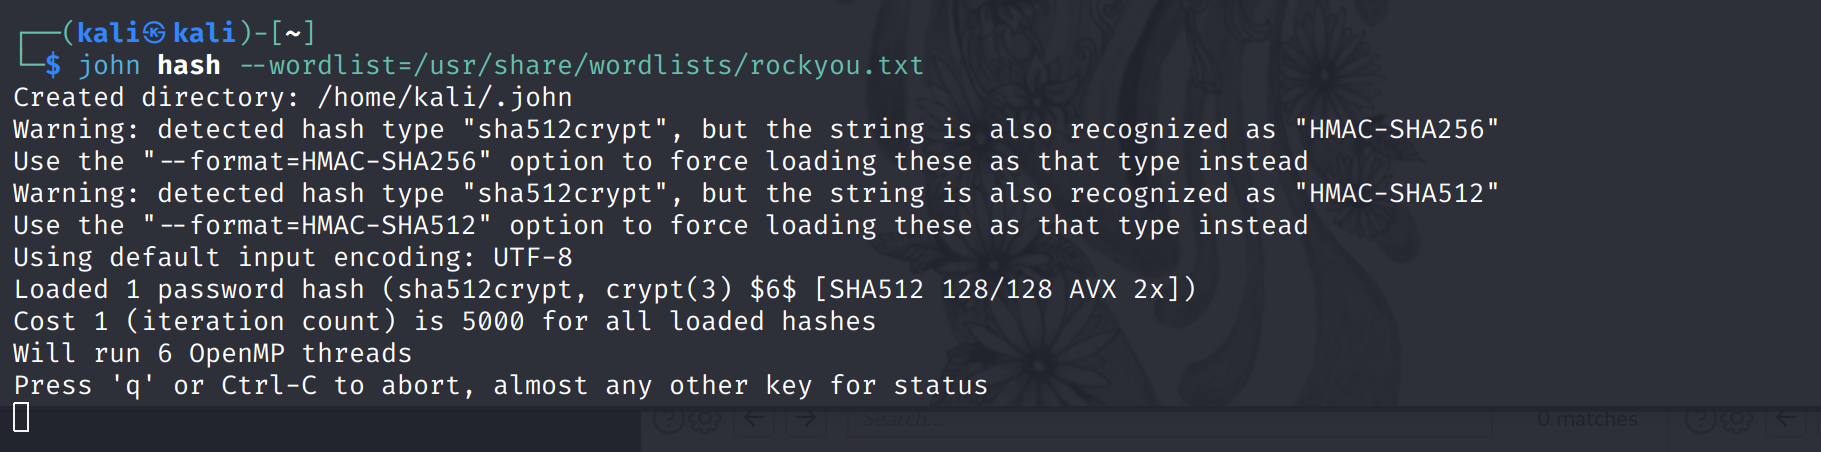 ┌──(kali㉿kali)-[~]
└─$ john hash --wordlist=/usr/share/wordlists/rockyou.txt
Created directory: /home/kali/.john
Warning: detected hash type "sha512crypt", but the string is also recognized as "HMAC-SHA256"
Use the "--format=HMAC-SHA256" option to force loading these as that type instead
Warning: detected hash type "sha512crypt", but the string is also recognized as "HMAC-SHA512"
Use the "--format=HMAC-SHA512" option to force loading these as that type instead
Using default input encoding: UTF-8
Loaded 1 password hash (sha512crypt, crypt(3) $6$ [SHA512 128/128 AVX 2x])
Cost 1 (iteration count) is 5000 for all loaded hashes
Will run 6 OpenMP threads
Press 'q' or Ctrl-C to abort, almost any other key for status
Search... 0 matches